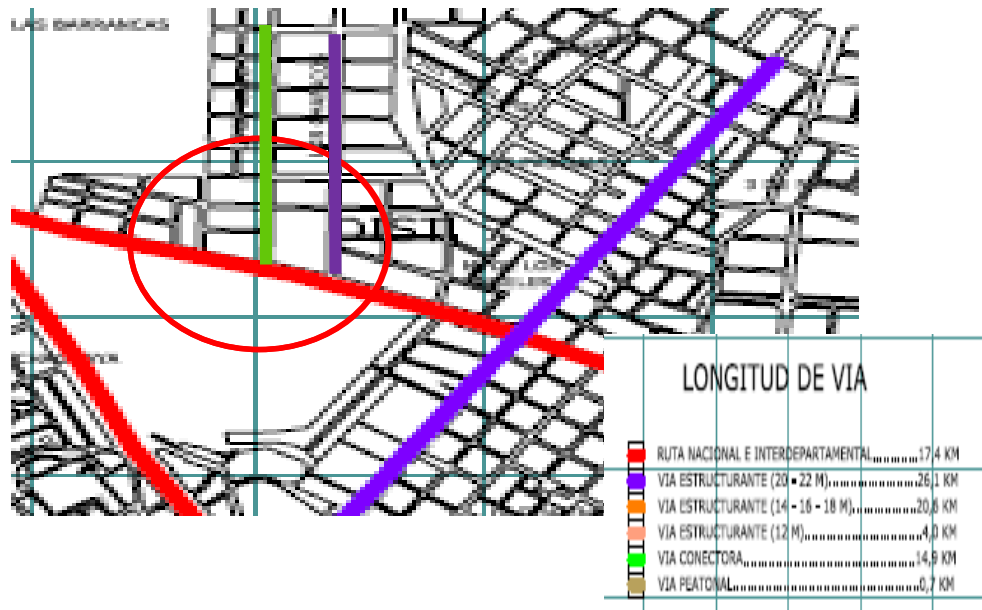 LAS BARRANCAS
DIST
LONGITUD DE VIA
RUTA NACIONAL E INTERDEPARTAMENTAL..........17,4 KM
VIA ESTRUCTURANTE (20 - 22 M)......................26,1 KM
VIA ESTRUCTURANTE (14 - 16 - 18 M)................20,6 KM
VIA ESTRUCTURANTE (12 M)............................4,0 KM
VIA CONECTORA..........................................14,9 KM
VIA PEATONAL.............................................0,7 KM